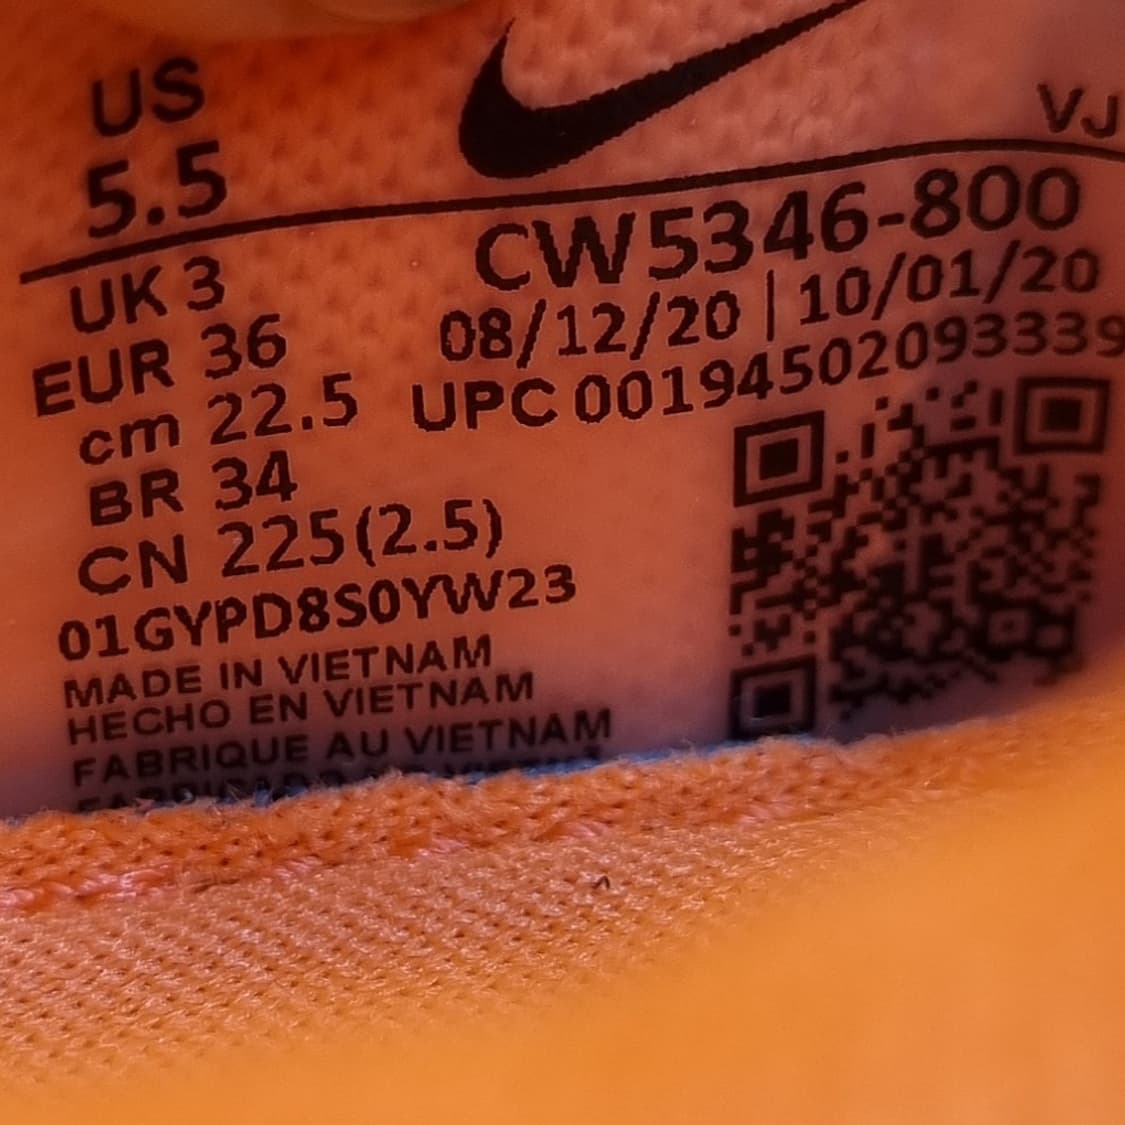 US
5.5
VJ
UK 3
EUR 36
cm 22.5
BR 34
CN 225(2.5)
CW5346-800
08/12/20 | 10/01/20
UPC 00194502093339
01GYPD8S0YW23
MADE IN VIETNAM
HECHO EN VIETNAM
FABRIQUE AU VIETNAM